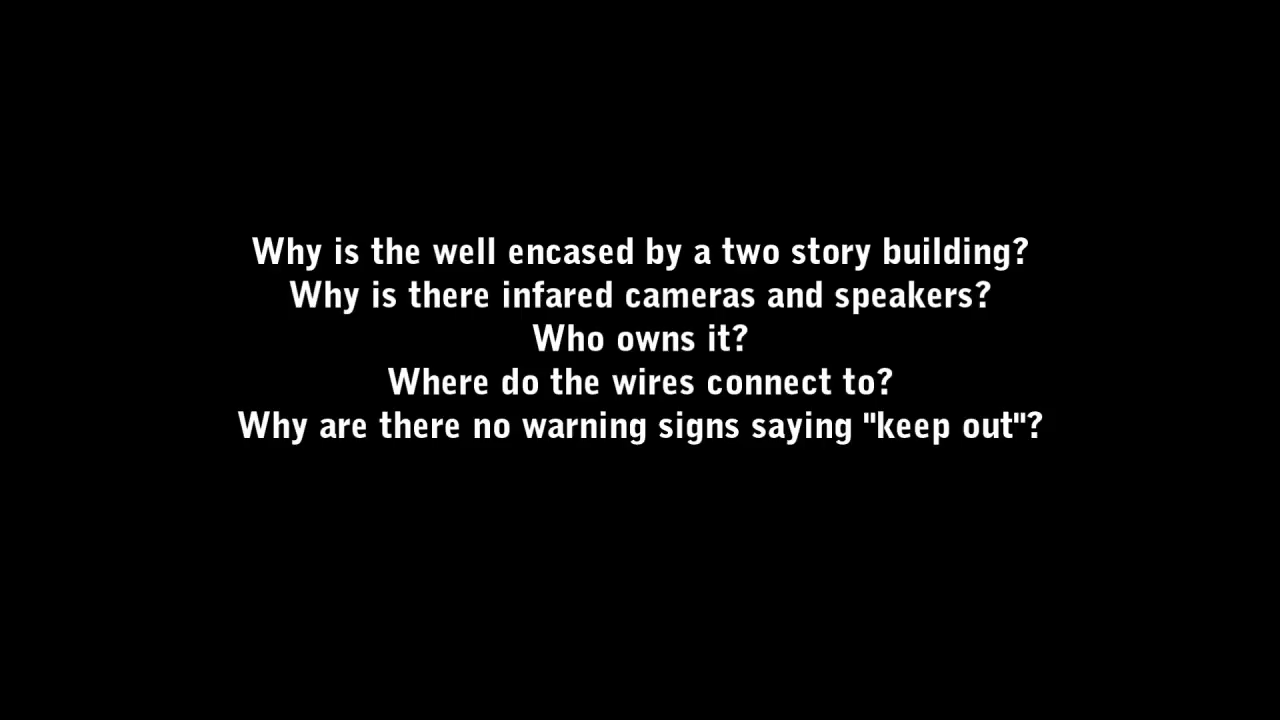 Why is the well encased by a two story building?
Why is there infared cameras and speakers?
Who owns it?
Where do the wires connect to?
Why are there no warning signs saying "keep out"?